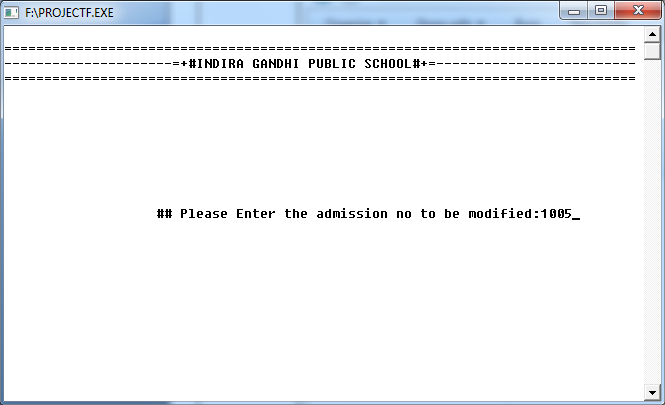 F:\PROJECTF.EXE
===============================================================================
---------------------=+#INDIRA GANDHI PUBLIC SCHOOL#+=-------------------------
===============================================================================
## Please Enter the admission no to be modified:1005_